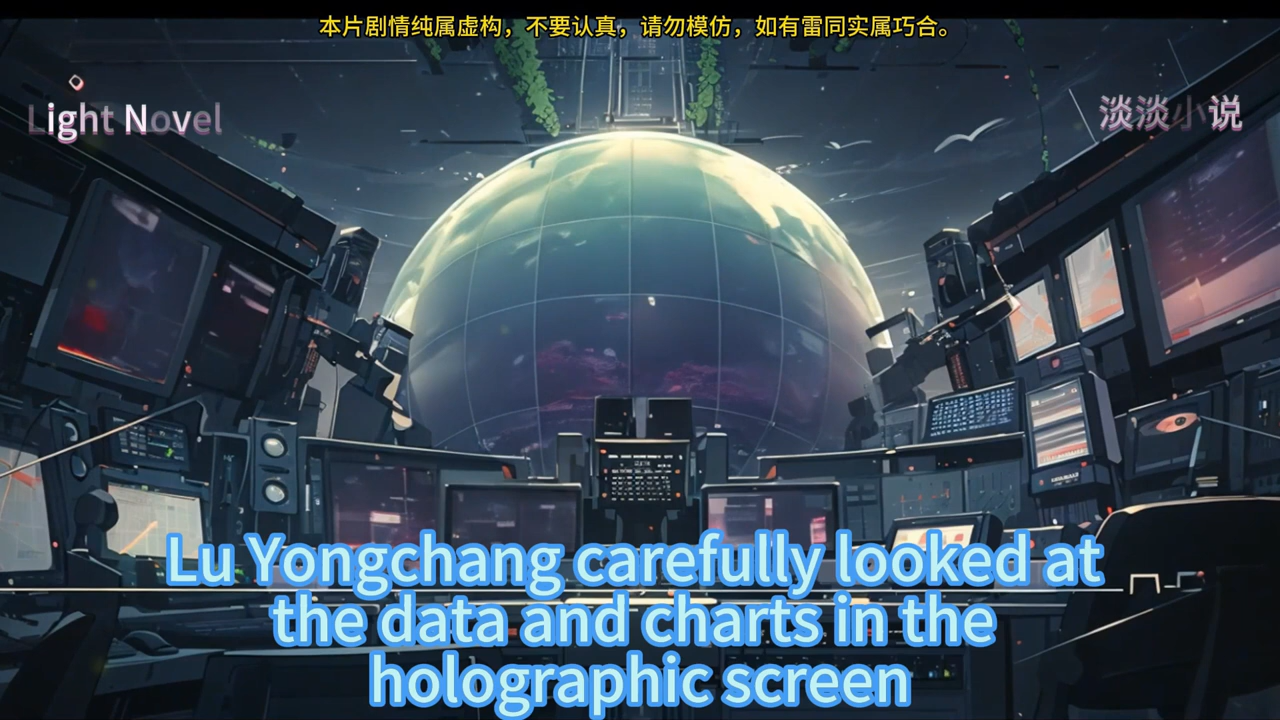 本片剧情纯属虚构，不要认真，请勿模仿，如有雷同实属巧合。
Light Novel
淡淡小说
Lu Yongchang carefully looked at
the data and charts in the
holographic screen